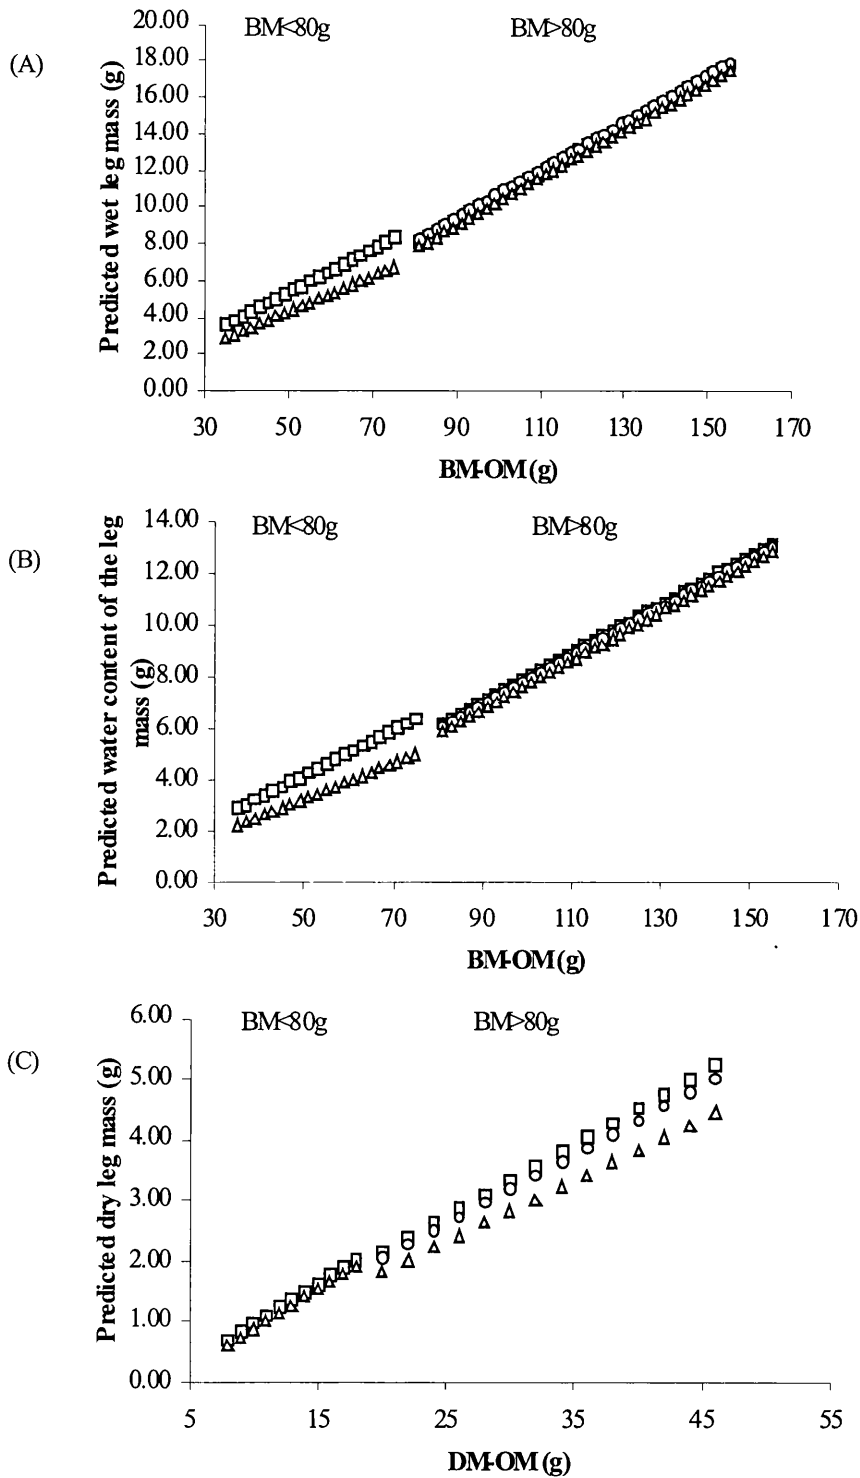 (A)
BM<80g
BM>80g
20.00
18.00
16.00
14.00
12.00
10.00
8.00
6.00
4.00
2.00
0.00
Predicted wet leg mass (g)
30 50 70 90 110 130 150 170
BM-OM (g)
(B)
BM<80g
BM>80g
14.00
12.00
10.00
8.00
6.00
4.00
2.00
0.00
Predicted water content of the leg
mass (g)
30 50 70 90 110 130 150 170
BM-OM (g)
(C)
BM<80g
BM>80g
6.00
5.00
4.00
3.00
2.00
1.00
0.00
Predicted dry leg mass (g)
5 15 25 35 45 55
DM-OM (g)